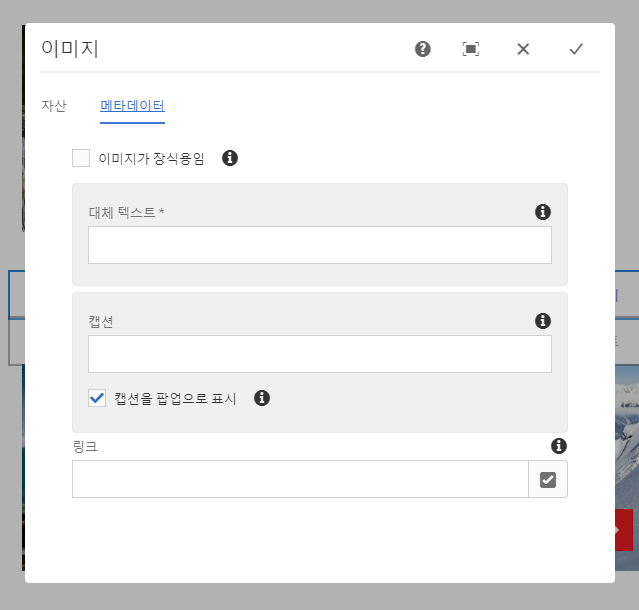 이미지
자산 메타데이터
이미지가 장식용임
대체 텍스트 *
캡션
캡션을 팝업으로 표시
링크